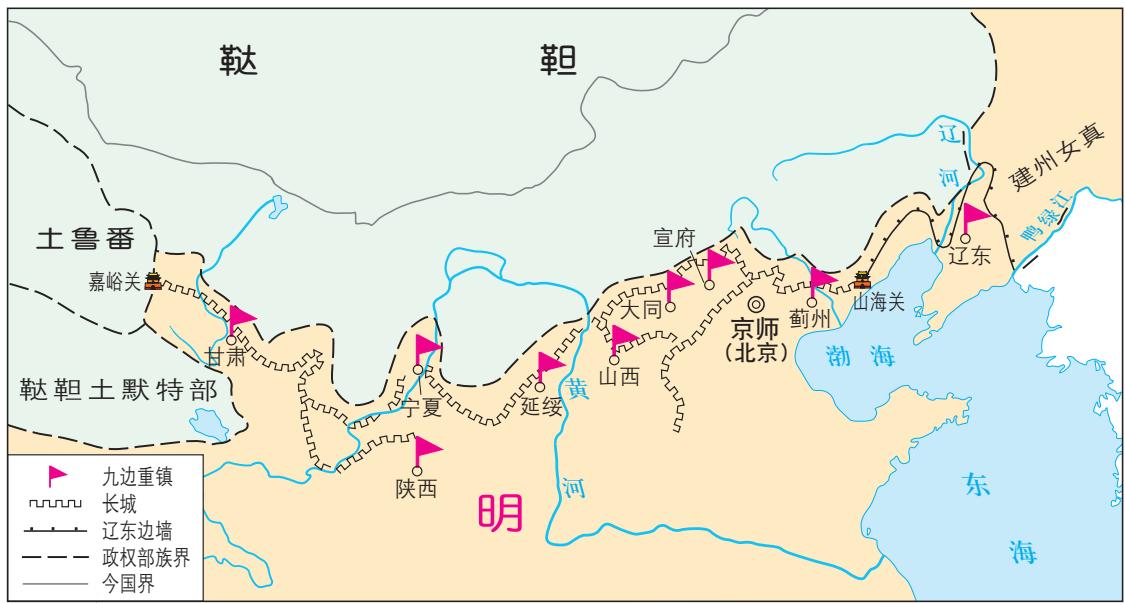 鞑靼
辽河
建州女真
鸭绿江
土鲁番
嘉峪关
宣府
辽东
大同
京师
（北京）
蓟州
山海关
甘肃
渤海
山西
鞑靼土默特部
宁夏
延绥
黄河
陕西
明
东海
九边重镇
长城
辽东边墙
政权部族界
今国界